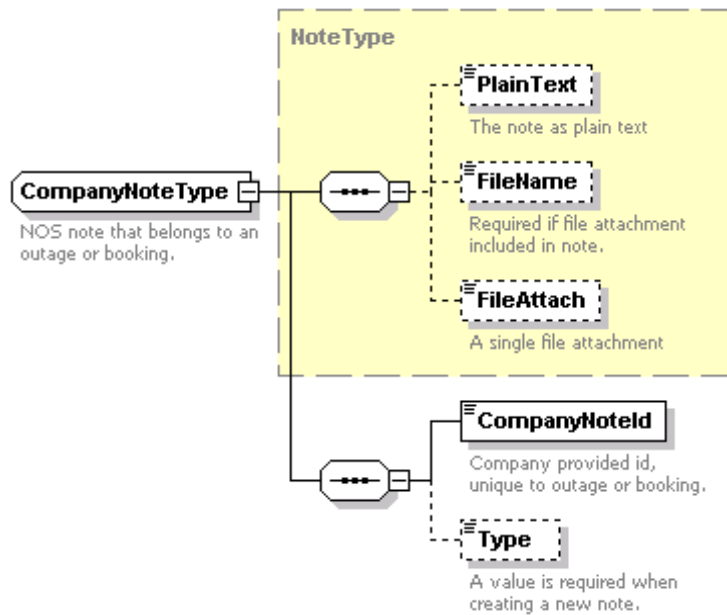 NoteType
PlainText
The note as plain text
FileName
Required if file attachment
included in note.
FileAttach
A single file attachment
CompanyNoteType
NOS note that belongs to an
outage or booking.
CompanyNoteId
Company provided id,
unique to outage or booking.
Type
A value is required when
creating a new note.